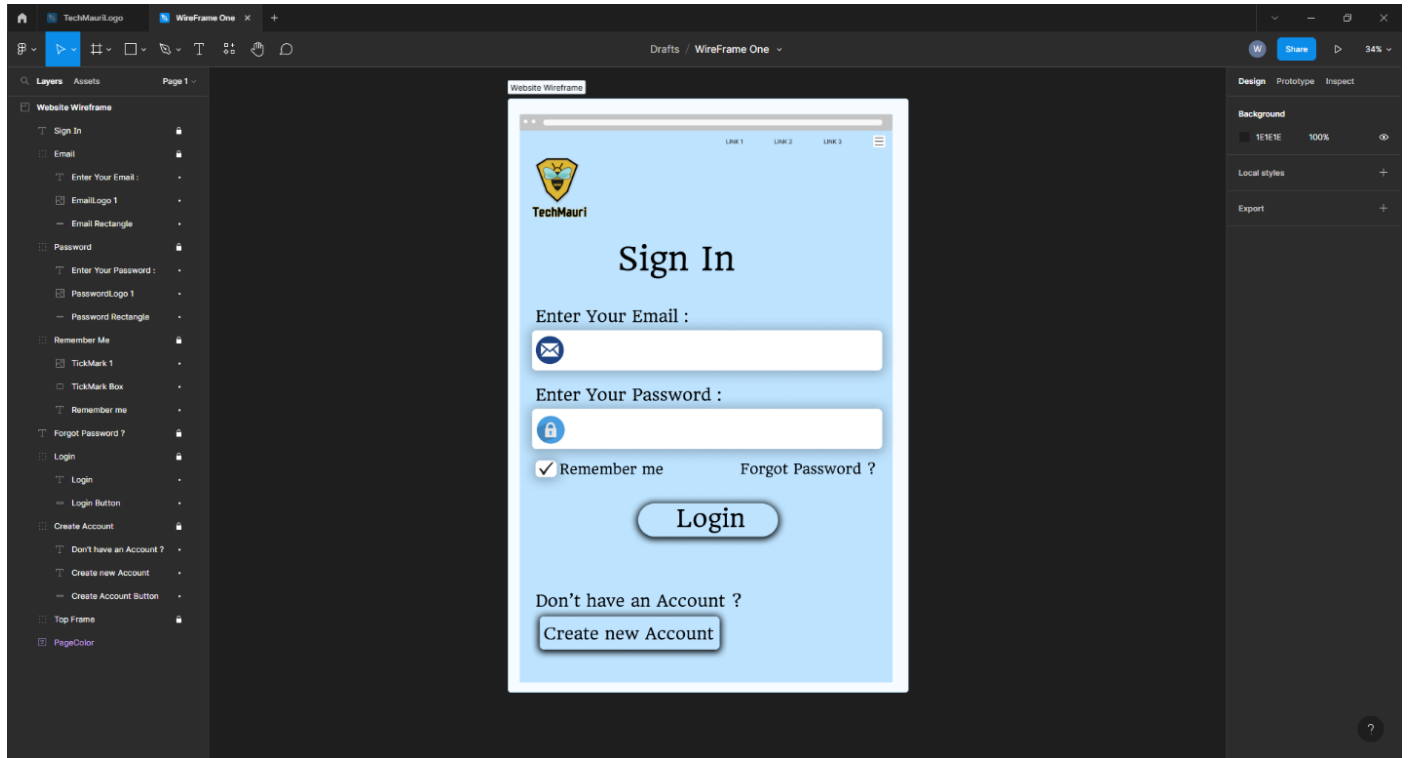 TechMauriLogo
WireFrame One
Drafts / WireFrame One
W
Share
34%
Layers Assets Page 1
Website Wireframe
Sign In
Email
Enter Your Email :
EmailLogo 1
Email Rectangle
Password
Enter Your Password :
PasswordLogo 1
Password Rectangle
Remember Me
TickMark 1
TickMark Box
Remember me
Forgot Password ?
Login
Login
Login Button
Create Account
Don't have an Account ?
Create new Account
Create Account Button
Top Frame
PageColor
Website Wireframe
LINK 1 LINK 2 LINK 3
TechMauri
Sign In
Enter Your Email :
Enter Your Password :
Remember me Forgot Password ?
Login
Don't have an Account ?
Create new Account
Design Prototype Inspect
Background
1E1E1E 100%
Local styles
Export
?